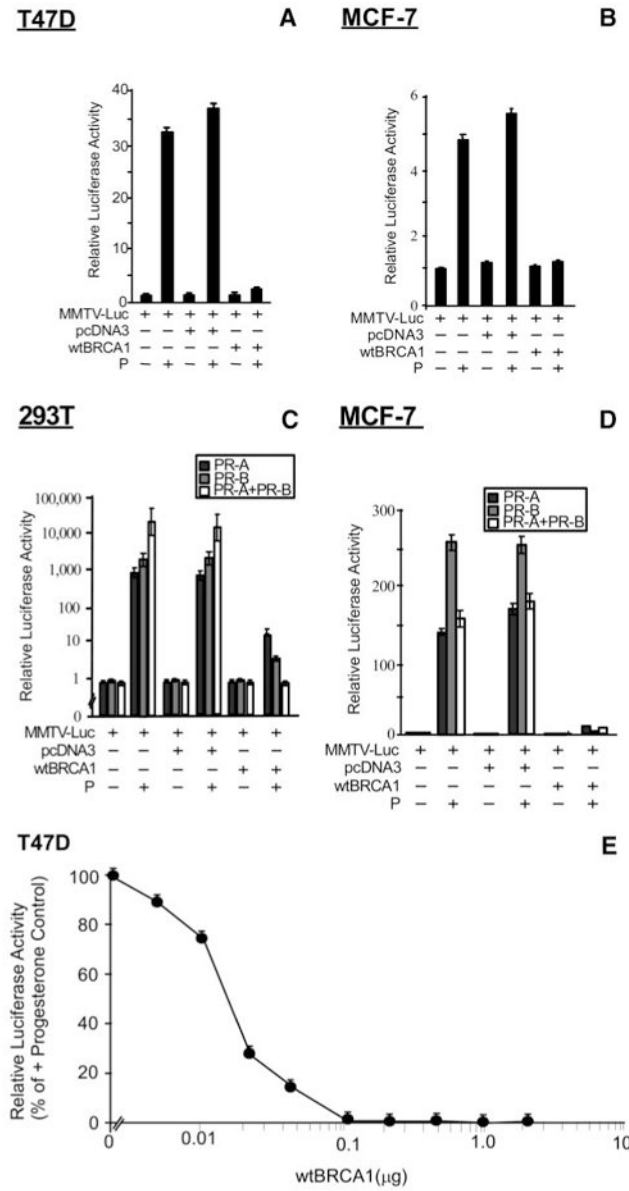 T47D A MCF-7 B
Relative Luciferase Activity
40
30
20
10
0
MMTV-Luc + + + + + +
pcDNA3 – – + + – –
wtBRCA1 – – – – + +
P – + – + – +
Relative Luciferase Activity
6
4
2
0
MMTV-Luc + + + + + +
pcDNA3 – – + + – –
wtBRCA1 – – – – + +
P – + – + – +
293T C MCF-7 D
PR-A
PR-B
PR-A+PR-B
Relative Luciferase Activity
100,000
10,000
1,000
100
10
1
0
MMTV-Luc + + + + + +
pcDNA3 – – + + – –
wtBRCA1 – – – – + +
P – + – + – +
PR-A
PR-B
PR-A+PR-B
Relative Luciferase Activity
300
200
150
100
0
MMTV-Luc + + + + + +
pcDNA3 – – + + – –
wtBRCA1 – – – – + +
P – + – + – +
T47D E
Relative Luciferase Activity
(% of + Progesterone Control)
100
80
60
40
20
0
0 0.01 0.1 1.0 10
wtBRCA1(µg)